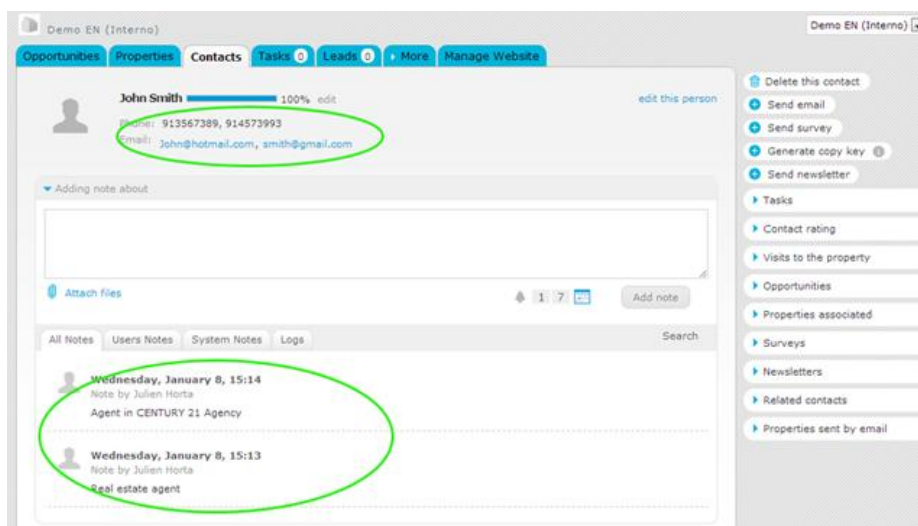 Demo EN (Interno)
Demo EN (Interno)
Opportunities Properties Contacts Tasks 0 Leads 0 More Manage Website
John Smith 100% edit
edit this person
Phone: 913567389, 914573993
Email: John@hotmail.com, smith@gmail.com
Adding note about
Attach files
1 7
Add note
All Notes Users Notes System Notes Logs
Search
Wednesday, January 8, 15:14
Note by Julien Horta
Agent in CENTURY 21 Agency
Wednesday, January 8, 15:13
Note by Julien Horta
Real estate agent
Delete this contact
Send email
Send survey
Generate copy key
Send newsletter
Tasks
Contact rating
Visits to the property
Opportunities
Properties associated
Surveys
Newsletters
Related contacts
Properties sent by email